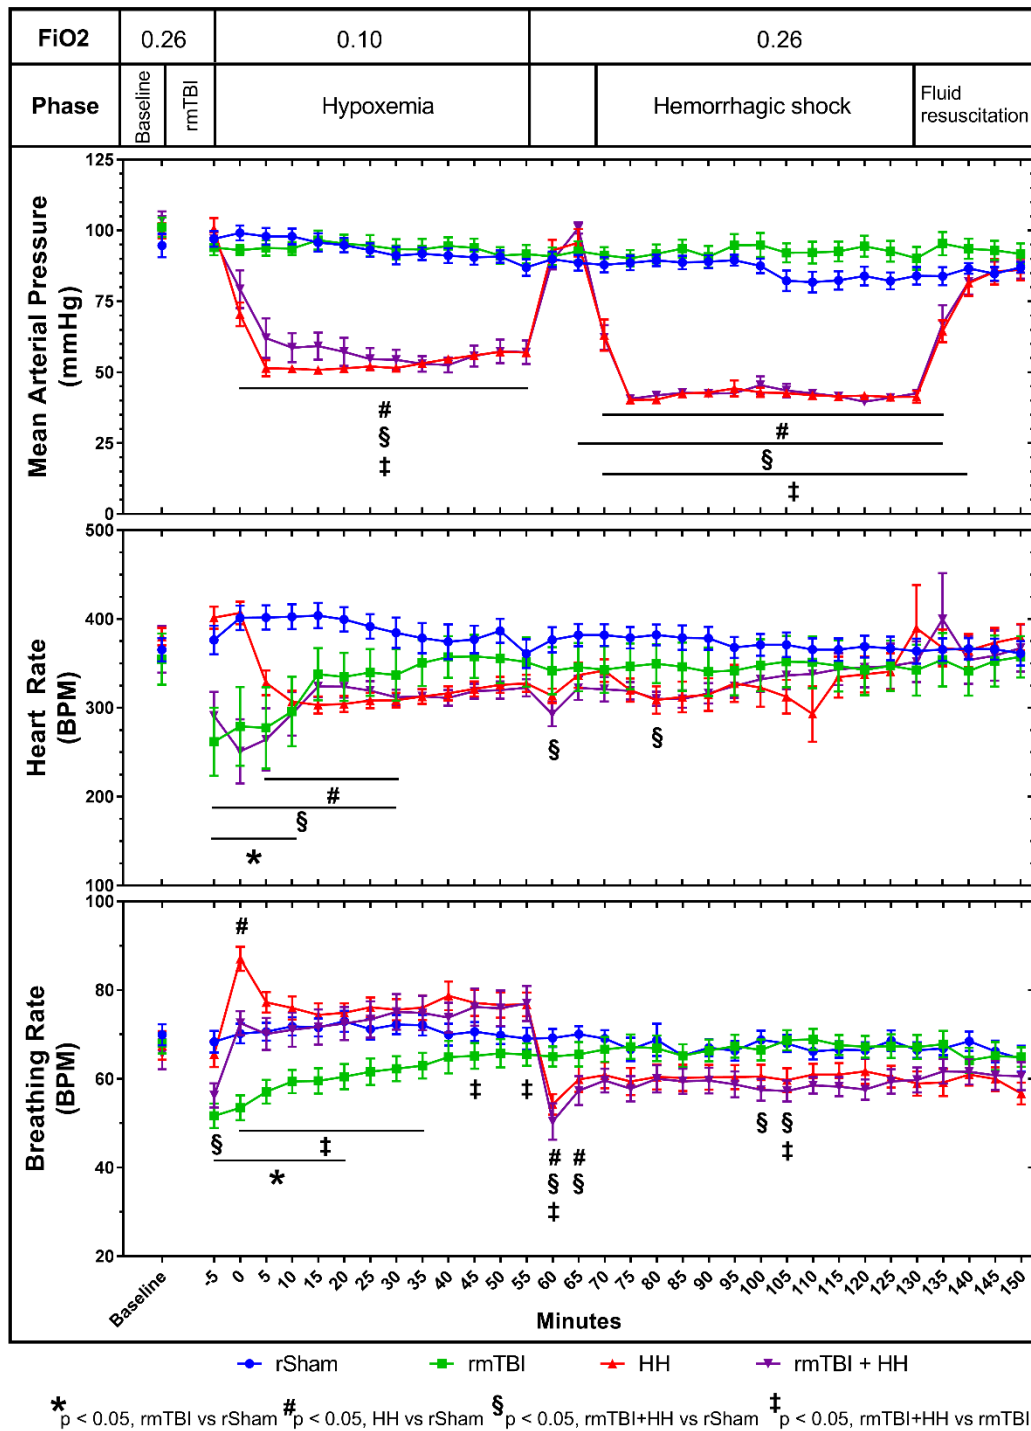 FiO2 0.26 0.10 0.26
Phase Baseline rmTBI Hypoxemia Hemorrhagic shock Fluid resuscitation
Mean Arterial Pressure
(mmHg)
125
100
75
50
25
0
#
§
‡
#
§
‡
Heart Rate
(BPM)
500
400
300
200
100
§
§
#
§
*
Breathing Rate
(BPM)
100
80
60
40
20
#
‡ ‡
§ ‡ § §
‡
* # #
§ §
‡
Baseline -5 0 5 10 15 20 25 30 35 40 45 50 55 60 65 70 75 80 85 90 95 100 105 110 115 120 125 130 135 140 145 150
Minutes
rSham rmTBI HH rmTBI + HH
* p < 0.05, rmTBI vs rSham # p < 0.05, HH vs rSham § p < 0.05, rmTBI+HH vs rSham ‡ p < 0.05, rmTBI+HH vs rmTBI